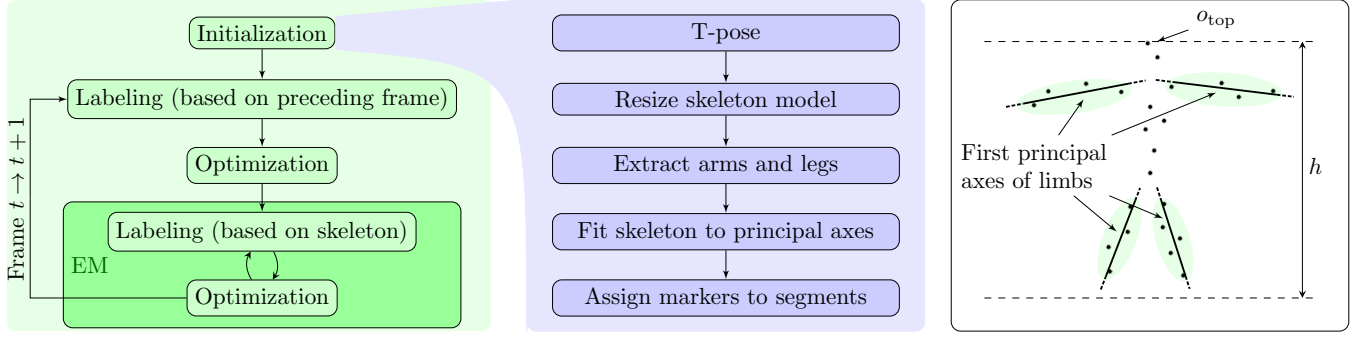 Initialization
Labeling (based on preceding frame)
Optimization
Labeling (based on skeleton)
EM
Optimization
Frame t → t + 1
T-pose
Resize skeleton model
Extract arms and legs
Fit skeleton to principal axes
Assign markers to segments
o_top
First principal
axes of limbs
h